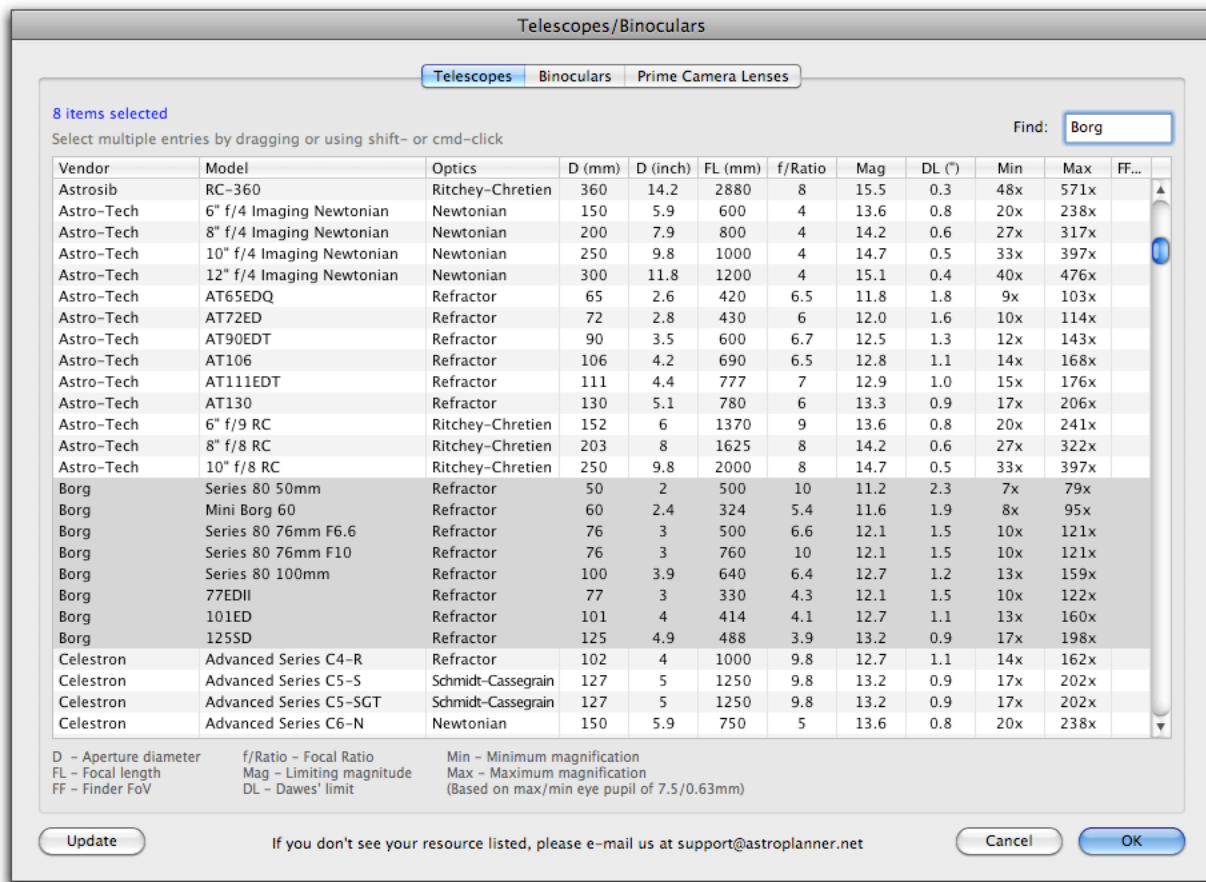 Telescopes/Binoculars
Telescopes Binoculars Prime Camera Lenses
8 items selected
Find: Borg
Select multiple entries by dragging or using shift- or cmd-click
Vendor Model Optics D (mm) D (inch) FL (mm) f/Ratio Mag DL (") Min Max FF...
Astrosib RC-360 Ritchey-Chretien 360 14.2 2880 8 15.5 0.3 48x 571x
Astro-Tech 6" f/4 Imaging Newtonian Newtonian 150 5.9 600 4 13.6 0.8 20x 238x
Astro-Tech 8" f/4 Imaging Newtonian Newtonian 200 7.9 800 4 14.2 0.6 27x 317x
Astro-Tech 10" f/4 Imaging Newtonian Newtonian 250 9.8 1000 4 14.7 0.5 33x 397x
Astro-Tech 12" f/4 Imaging Newtonian Newtonian 300 11.8 1200 4 15.1 0.4 40x 476x
Astro-Tech AT65EDQ Refractor 65 2.6 420 6.5 11.8 1.8 9x 103x
Astro-Tech AT72ED Refractor 72 2.8 430 6 12.0 1.6 10x 114x
Astro-Tech AT90EDT Refractor 90 3.5 600 6.7 12.5 1.3 12x 143x
Astro-Tech AT106 Refractor 106 4.2 690 6.5 12.8 1.1 14x 168x
Astro-Tech AT111EDT Refractor 111 4.4 777 7 12.9 1.0 15x 176x
Astro-Tech AT130 Refractor 130 5.1 780 6 13.3 0.9 17x 206x
Astro-Tech 6" f/9 RC Ritchey-Chretien 152 6 1370 9 13.6 0.8 20x 241x
Astro-Tech 8" f/8 RC Ritchey-Chretien 203 8 1625 8 14.2 0.6 27x 322x
Astro-Tech 10" f/8 RC Ritchey-Chretien 250 9.8 2000 8 14.7 0.5 33x 397x
Borg Series 80 50mm Refractor 50 2 500 10 11.2 2.3 7x 79x
Borg Mini Borg 60 Refractor 60 2.4 324 5.4 11.6 1.9 8x 95x
Borg Series 80 76mm F6.6 Refractor 76 3 500 6.6 12.1 1.5 10x 121x
Borg Series 80 76mm F10 Refractor 76 3 760 10 12.1 1.5 10x 121x
Borg Series 80 100mm Refractor 100 3.9 640 6.4 12.7 1.2 13x 159x
Borg 77EDII Refractor 77 3 330 4.3 12.1 1.5 10x 122x
Borg 101ED Refractor 101 4 414 4.1 12.7 1.1 13x 160x
Borg 125SD Refractor 125 4.9 488 3.9 13.2 0.9 17x 198x
Celestron Advanced Series C4-R Refractor 102 4 1000 9.8 12.7 1.1 14x 162x
Celestron Advanced Series C5-S Schmidt-Cassegrain 127 5 1250 9.8 13.2 0.9 17x 202x
Celestron Advanced Series C5-SGT Schmidt-Cassegrain 127 5 1250 9.8 13.2 0.9 17x 202x
Celestron Advanced Series C6-N Newtonian 150 5.9 750 5 13.6 0.8 20x 238x
D - Aperture diameter f/Ratio - Focal Ratio Min - Minimum magnification
FL - Focal length Mag - Limiting magnitude Max - Maximum magnification
FF - Finder FoV DL - Dawes' limit (Based on max/min eye pupil of 7.5/0.63mm)
Update If you don't see your resource listed, please e-mail us at support@astroplanner.net Cancel OK